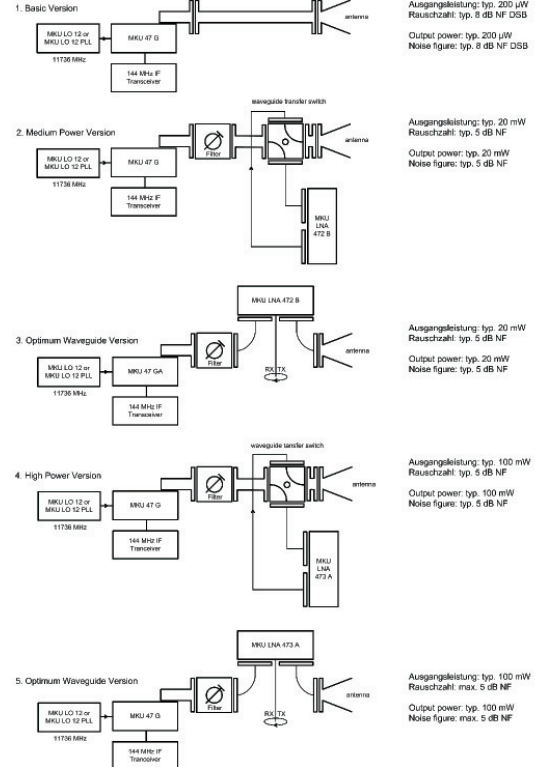 1. Basic Version
MKU LO 12 or
MKU LO 12 PLL
11736 MHz
MKU 47 G
144 MHz IF
Transceiver
antenna
Ausgangsleistung: typ. 200 µW
Rauschzahl: typ. 8 dB NF DSB
Output power: typ. 200 µW
Noise figure: typ. 8 dB NF DSB
2. Medium Power Version
MKU LO 12 or
MKU LO 12 PLL
11736 MHz
MKU 47 G
144 MHz IF
Transceiver
Filter
waveguide transfer switch
antenna
MKU
LNA
472 B
Ausgangsleistung: typ. 20 mW
Rauschzahl: typ. 5 dB NF
Output power: typ. 20 mW
Noise figure: typ. 5 dB NF
3. Optimum Waveguide Version
MKU LO 12 or
MKU LO 12 PLL
11736 MHz
MKU 47 GA
144 MHz IF
Transceiver
Filter
MKU LNA 472 B
RX TX
antenna
Ausgangsleistung: typ. 20 mW
Rauschzahl: typ. 5 dB NF
Output power: typ. 20 mW
Noise figure: typ. 5 dB NF
4. High Power Version
MKU LO 12 or
MKU LO 12 PLL
11736 MHz
MKU 47 G
144 MHz IF
Tranceiver
Filter
waveguide tansfer switch
antenna
MKU
LNA
473 A
Ausgangsleistung: typ. 100 mW
Rauschzahl: typ. 5 dB NF
Output power: typ. 100 mW
Noise figure: typ. 5 dB NF
5. Optimum Waveguide Version
MKU LO 12 or
MKU LO 12 PLL
11736 MHz
MKU 47 G
144 MHz IF
Tranceiver
Filter
MKU LNA 473 A
RX TX
antenna
Ausgangsleistung: typ. 100 mW
Rauschzahl: max. 5 dB NF
Output power: typ. 100 mW
Noise figure: max. 5 dB NF